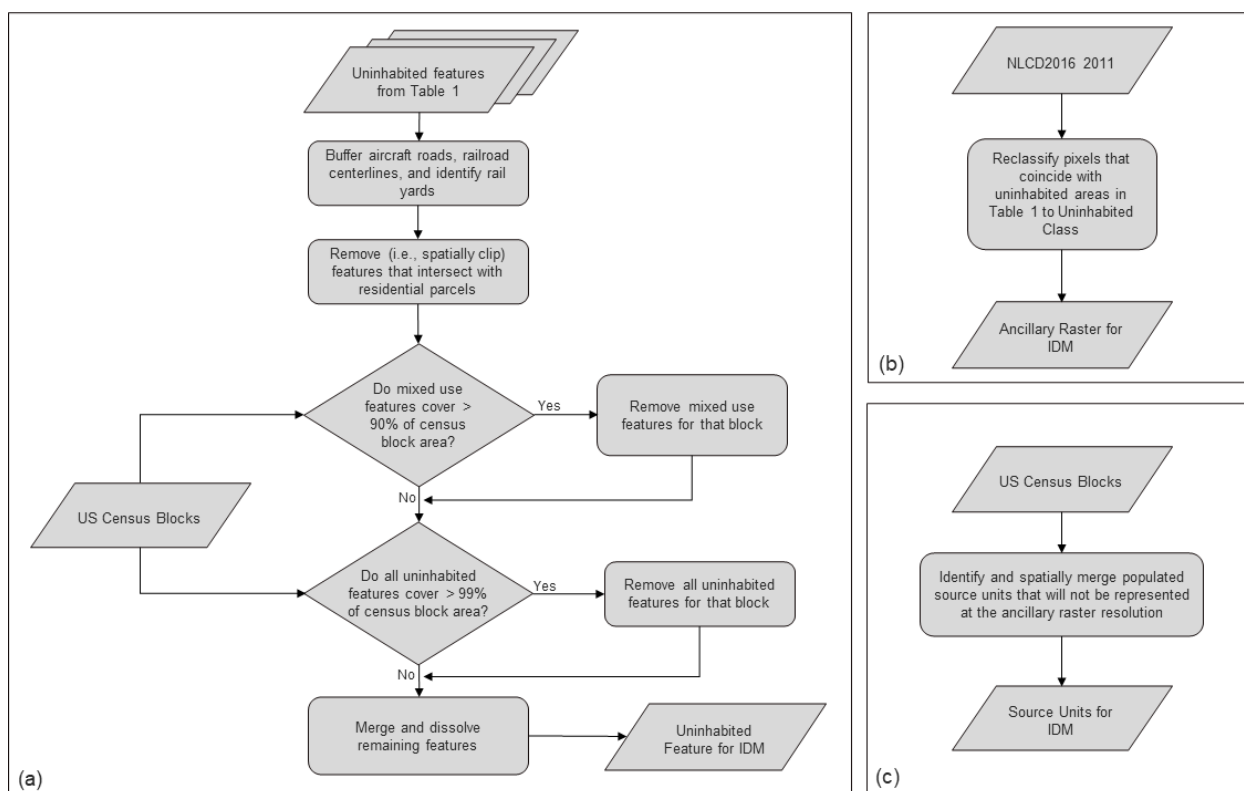 Uninhabited features
from Table 1
Buffer aircraft roads, railroad
centerlines, and identify rail
yards
Remove (i.e., spatially clip)
features that intersect with
residential parcels
Do mixed use
features cover >
90% of census
block area?
Yes
Remove mixed use
features for that block
No
US Census Blocks
Do all uninhabited
features cover > 99%
of census block area?
Yes
Remove all uninhabited
features for that block
No
Merge and dissolve
remaining features
Uninhabited
Feature for IDM
(a)
NLCD2016 2011
Reclassify pixels that
coincide with
uninhabited areas in
Table 1 to Uninhabited
Class
Ancillary Raster for
IDM
(b)
US Census Blocks
Identify and spatially merge populated
source units that will not be represented
at the ancillary raster resolution
Source Units for
IDM
(c)